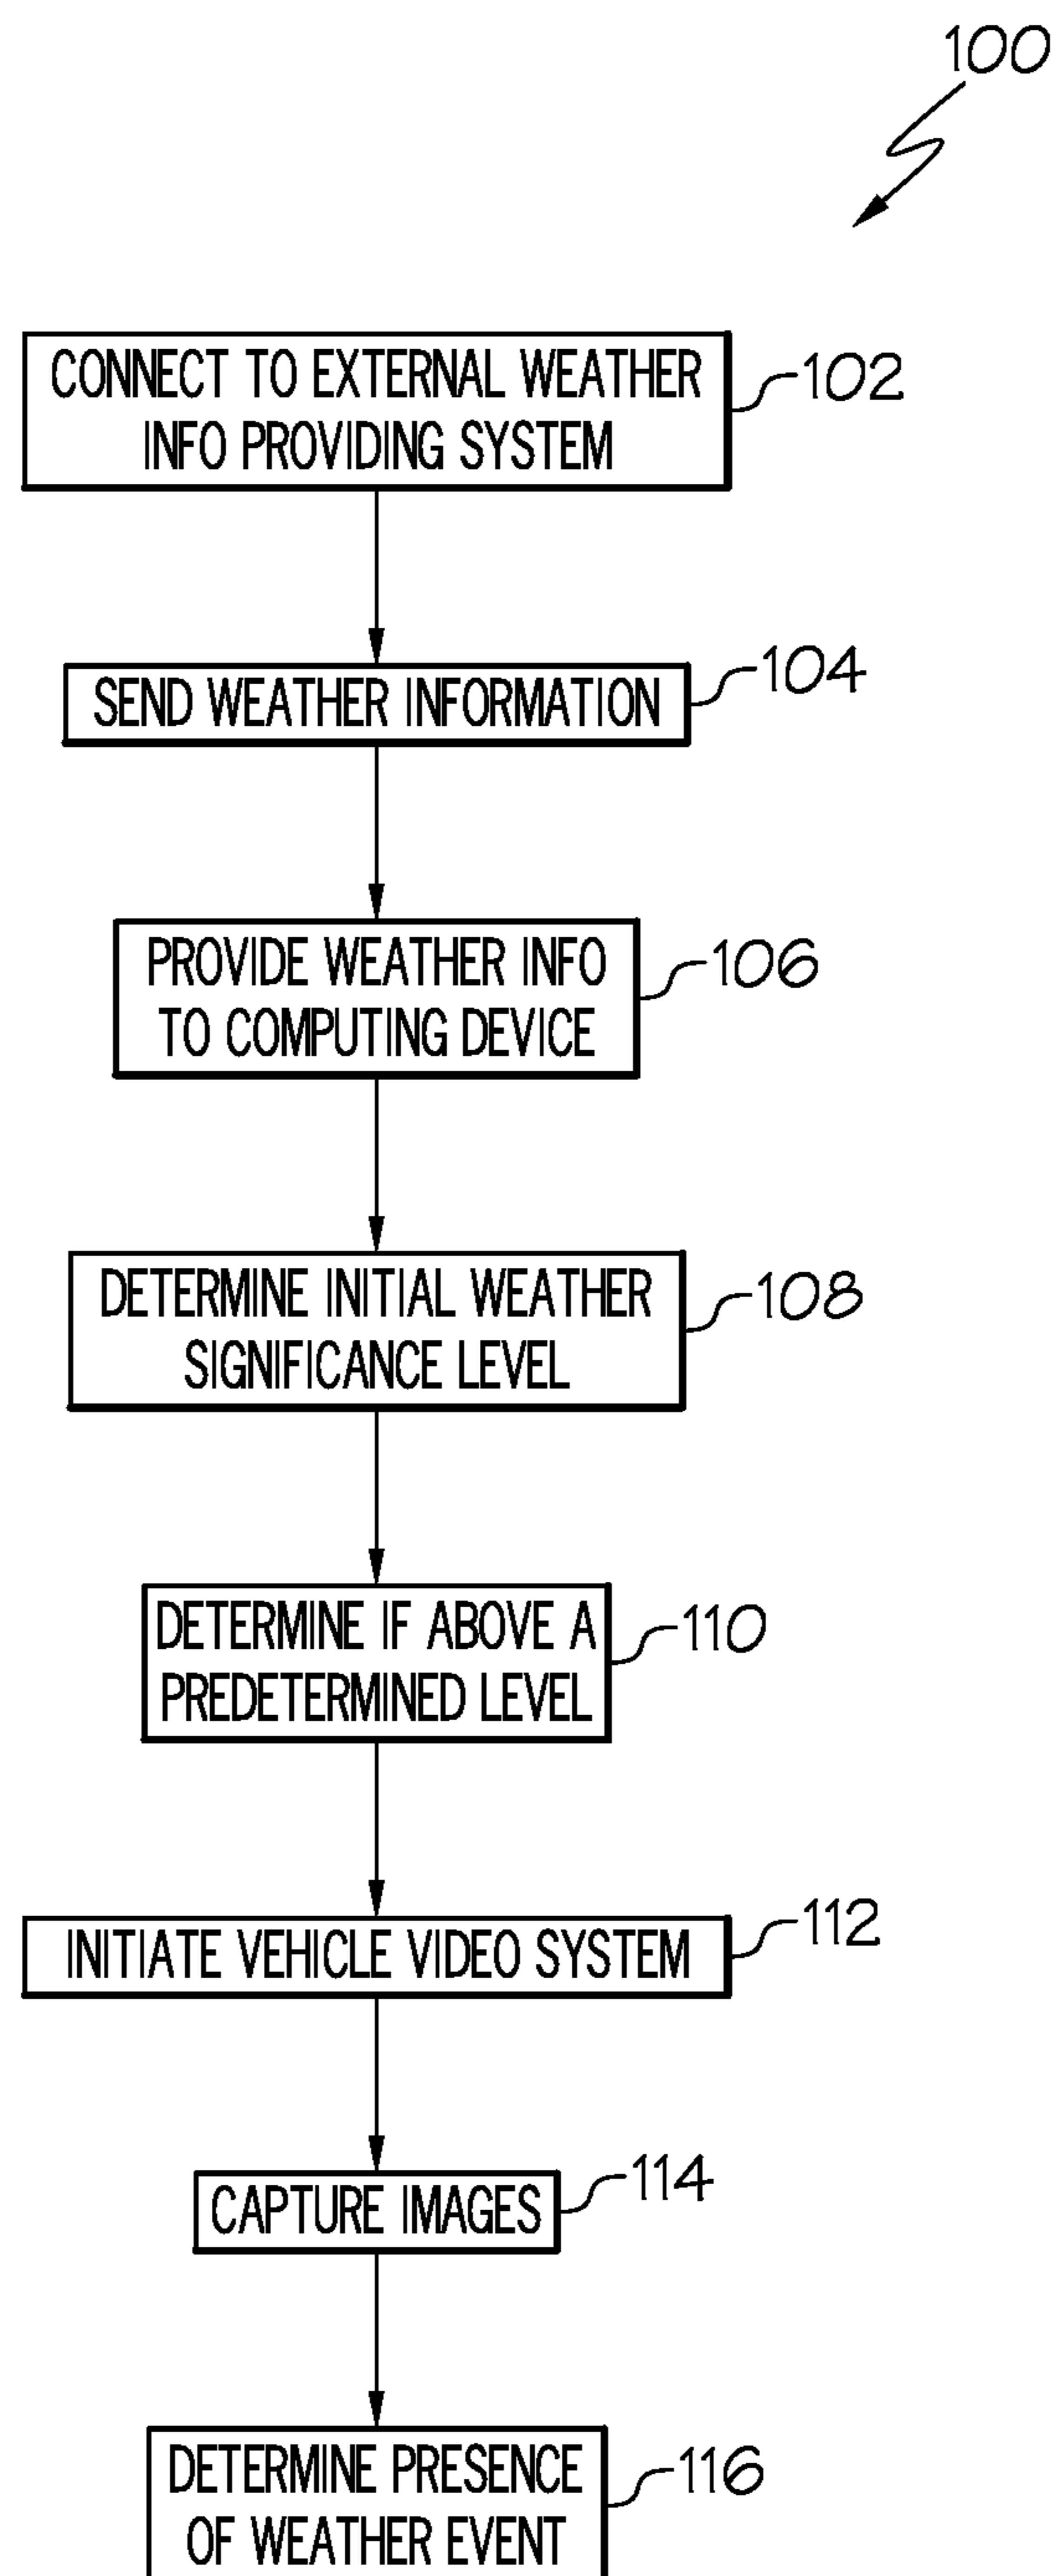 100
CONNECT TO EXTERNAL WEATHER
INFO PROVIDING SYSTEM
102
SEND WEATHER INFORMATION
104
PROVIDE WEATHER INFO
TO COMPUTING DEVICE
106
DETERMINE INITIAL WEATHER
SIGNIFICANCE LEVEL
108
DETERMINE IF ABOVE A
PREDETERMINED LEVEL
110
INITIATE VEHICLE VIDEO SYSTEM
112
CAPTURE IMAGES
114
DETERMINE PRESENCE
OF WEATHER EVENT
116